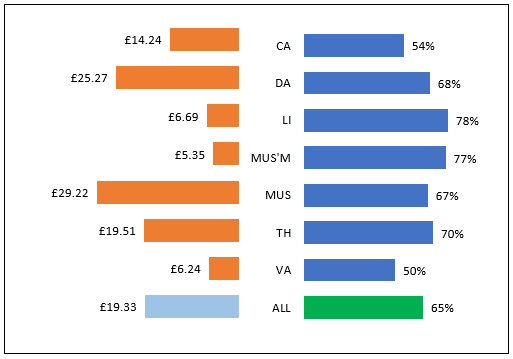 £14.24 CA 54%
£25.27 DA 68%
£6.69 LI 78%
£5.35 MUS'M 77%
£29.22 MUS 67%
£19.51 TH 70%
£6.24 VA 50%
£19.33 ALL 65%